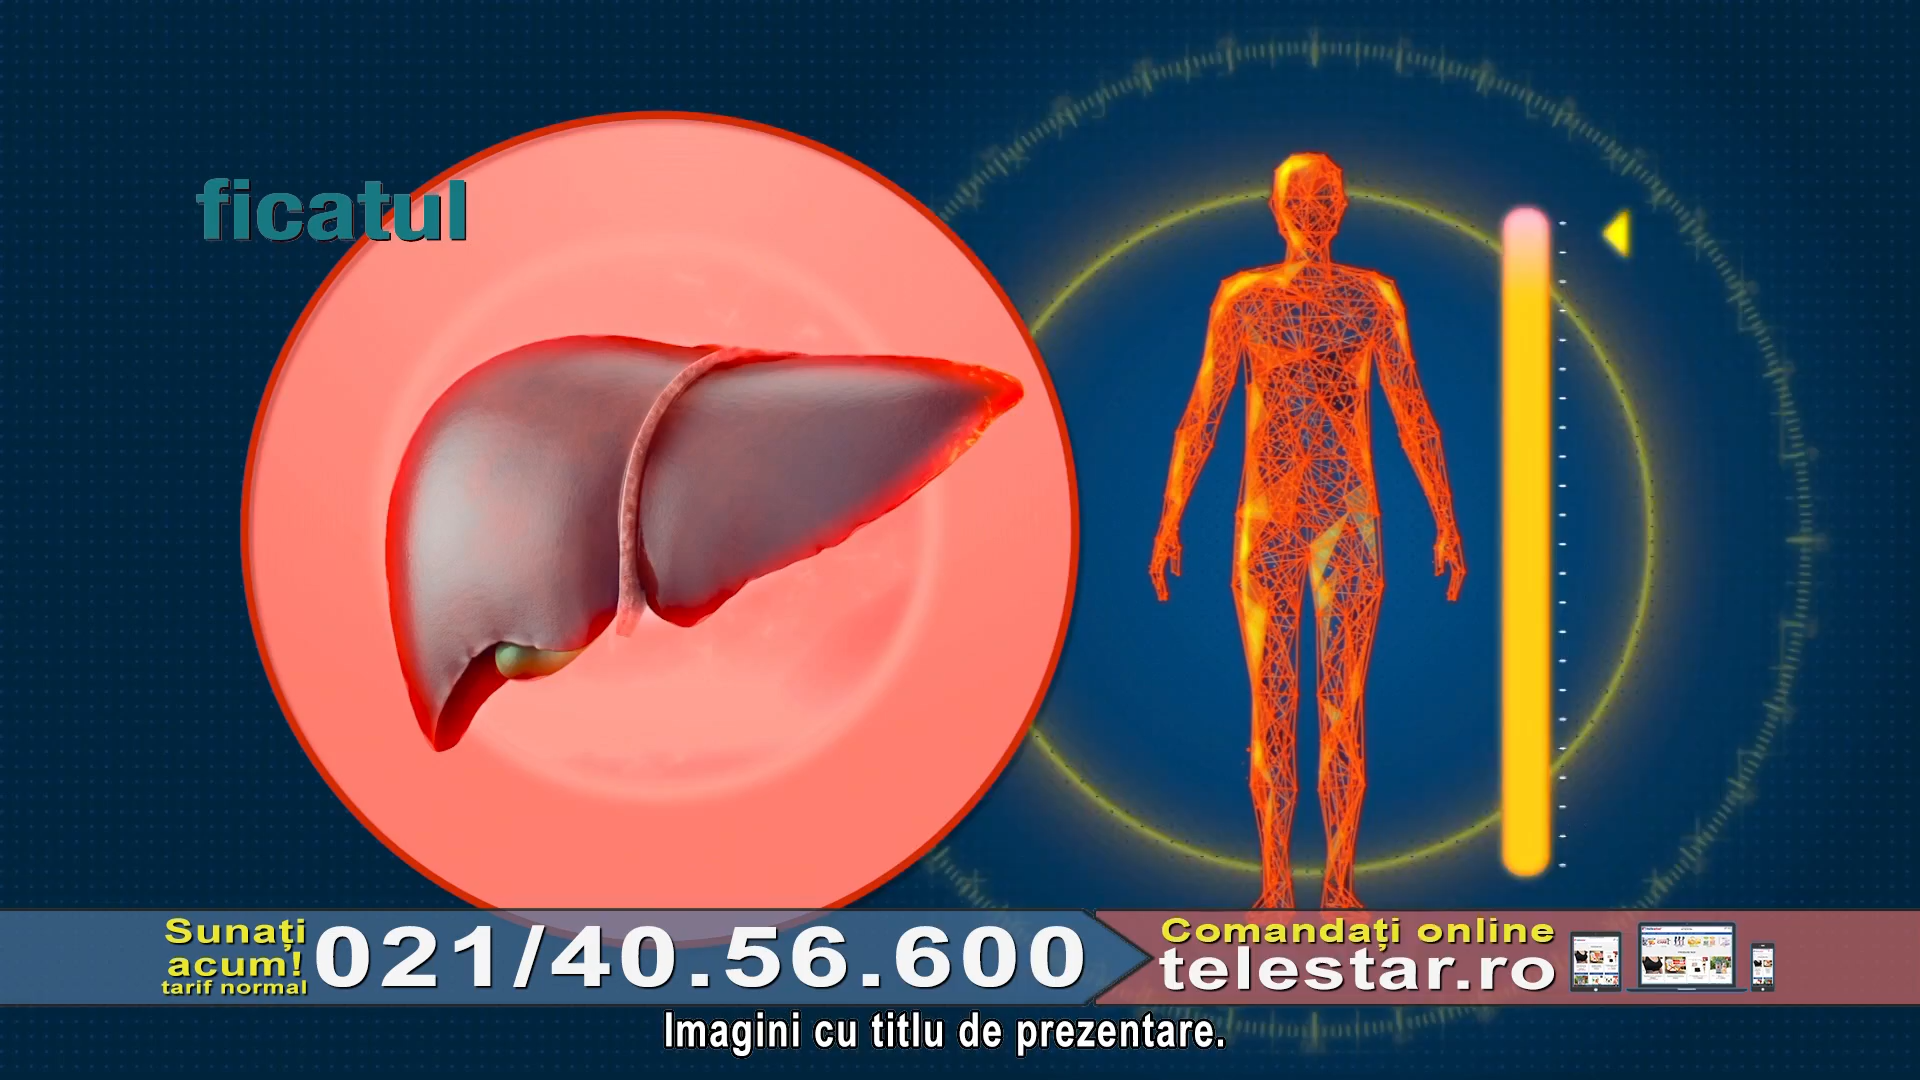 ficatul
Sunați
acum!
tarif normal
021/40.56.600
Comandați online
telestar.ro
Imagini cu titlu de prezentare.